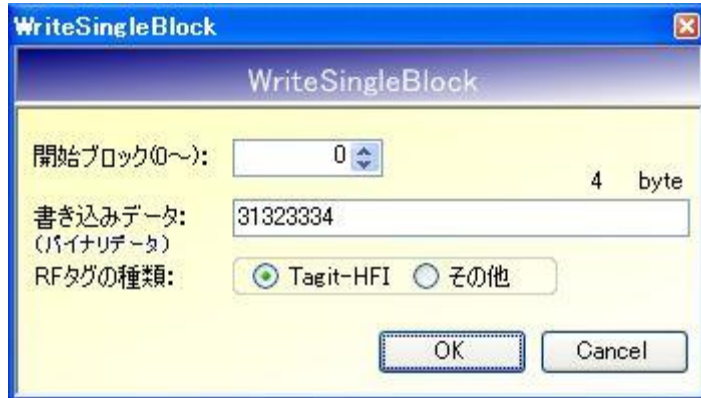 WriteSingleBlock
WriteSingleBlock
開始ブロック(0～): 0
4 byte
書き込みデータ: 31323334
(バイナリデータ)
RFタグの種類: Tagit-HFI その他
OK Cancel